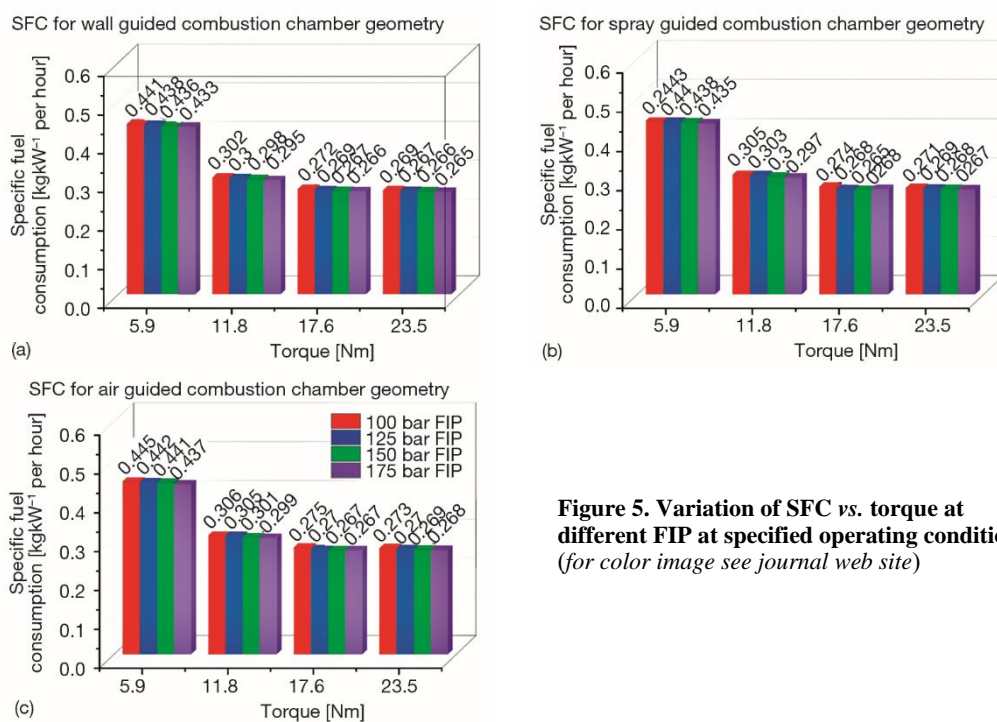 SFC for wall guided combustion chamber geometry
Specific fuel
consumption [kgkW⁻¹ per hour]
0.6
0.5
0.4
0.3
0.2
0.1
0.0
0.441
0.438
0.436
0.433
0.302
0.3
0.298
0.295
0.272
0.269
0.267
0.266
0.269
0.267
0.266
0.265
5.9 11.8 17.6 23.5
Torque [Nm]
(a)
SFC for spray guided combustion chamber geometry
Specific fuel
consumption [kgkW⁻¹ per hour]
0.6
0.5
0.4
0.3
0.2
0.1
0.0
0.2443
0.44
0.438
0.435
0.305
0.303
0.3
0.297
0.274
0.268
0.265
0268
0.271
0.269
0.268
0267
5.9 11.8 17.6 23.5
Torque [Nm]
(b)
SFC for air guided combustion chamber geometry
Specific fuel
consumption [kgkW⁻¹ per hour]
0.6
0.5
0.4
0.3
0.2
0.1
0.0
100 bar FIP
125 bar FIP
150 bar FIP
175 bar FIP
0.445
0.442
0.441
0.437
0.306
0.305
0.301
0.299
0.275
0.27
0.267
0.267
0.273
0.27
0.269
0.268
5.9 11.8 17.6 23.5
Torque [Nm]
(c)
Figure 5. Variation of SFC vs. torque at
different FIP at specified operating conditio
(for color image see journal web site)